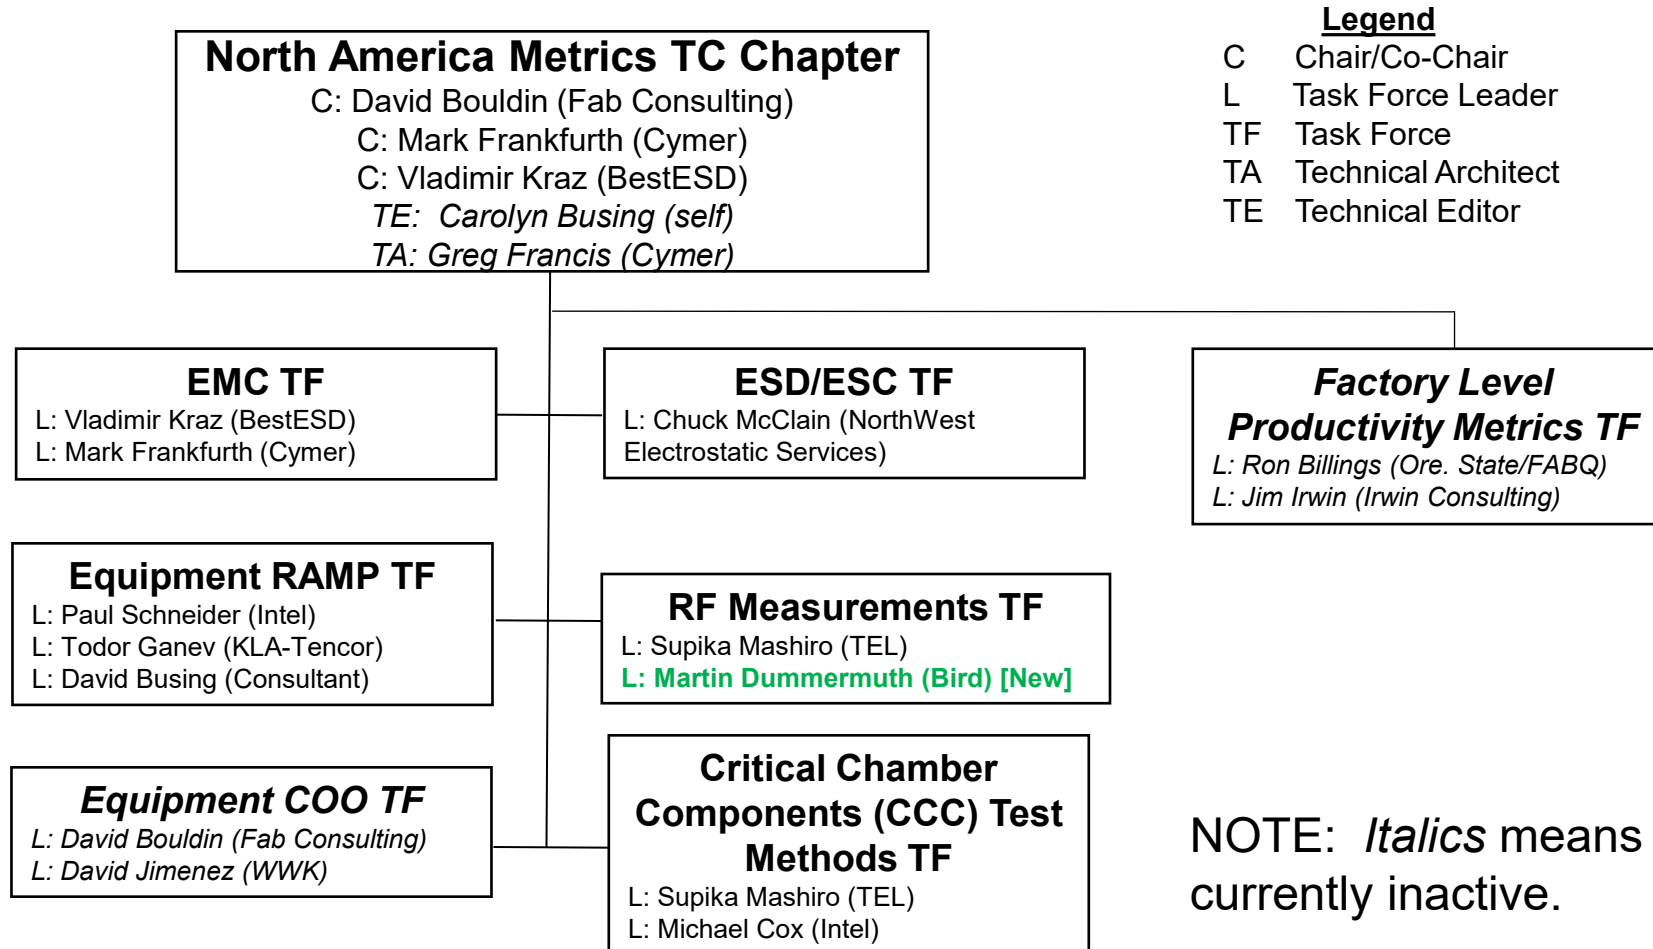 North America Metrics TC Chapter
C: David Bouldin (Fab Consulting)
C: Mark Frankfurth (Cymer)
C: Vladimir Kraz (BestESD)
TE:  Carolyn Busing (self)
TA: Greg Francis (Cymer)
Legend
C Chair/Co-Chair
L Task Force Leader
TF Task Force
TA Technical Architect
TE Technical Editor
EMC TF
L: Vladimir Kraz (BestESD)
L: Mark Frankfurth (Cymer)
ESD/ESC TF
L: Chuck McClain (NorthWest
Electrostatic Services)
Factory Level
Productivity Metrics TF
L: Ron Billings (Ore. State/FABQ)
L: Jim Irwin (Irwin Consulting)
Equipment RAMP TF
L: Paul Schneider (Intel)
L: Todor Ganev (KLA-Tencor)
L: David Busing (Consultant)
RF Measurements TF
L: Supika Mashiro (TEL)
L: Martin Dummermuth (Bird) [New]
Equipment COO TF
L: David Bouldin (Fab Consulting)
L: David Jimenez (WWK)
Critical Chamber
Components (CCC) Test
Methods TF
L: Supika Mashiro (TEL)
L: Michael Cox (Intel)
NOTE:  Italics means
currently inactive.